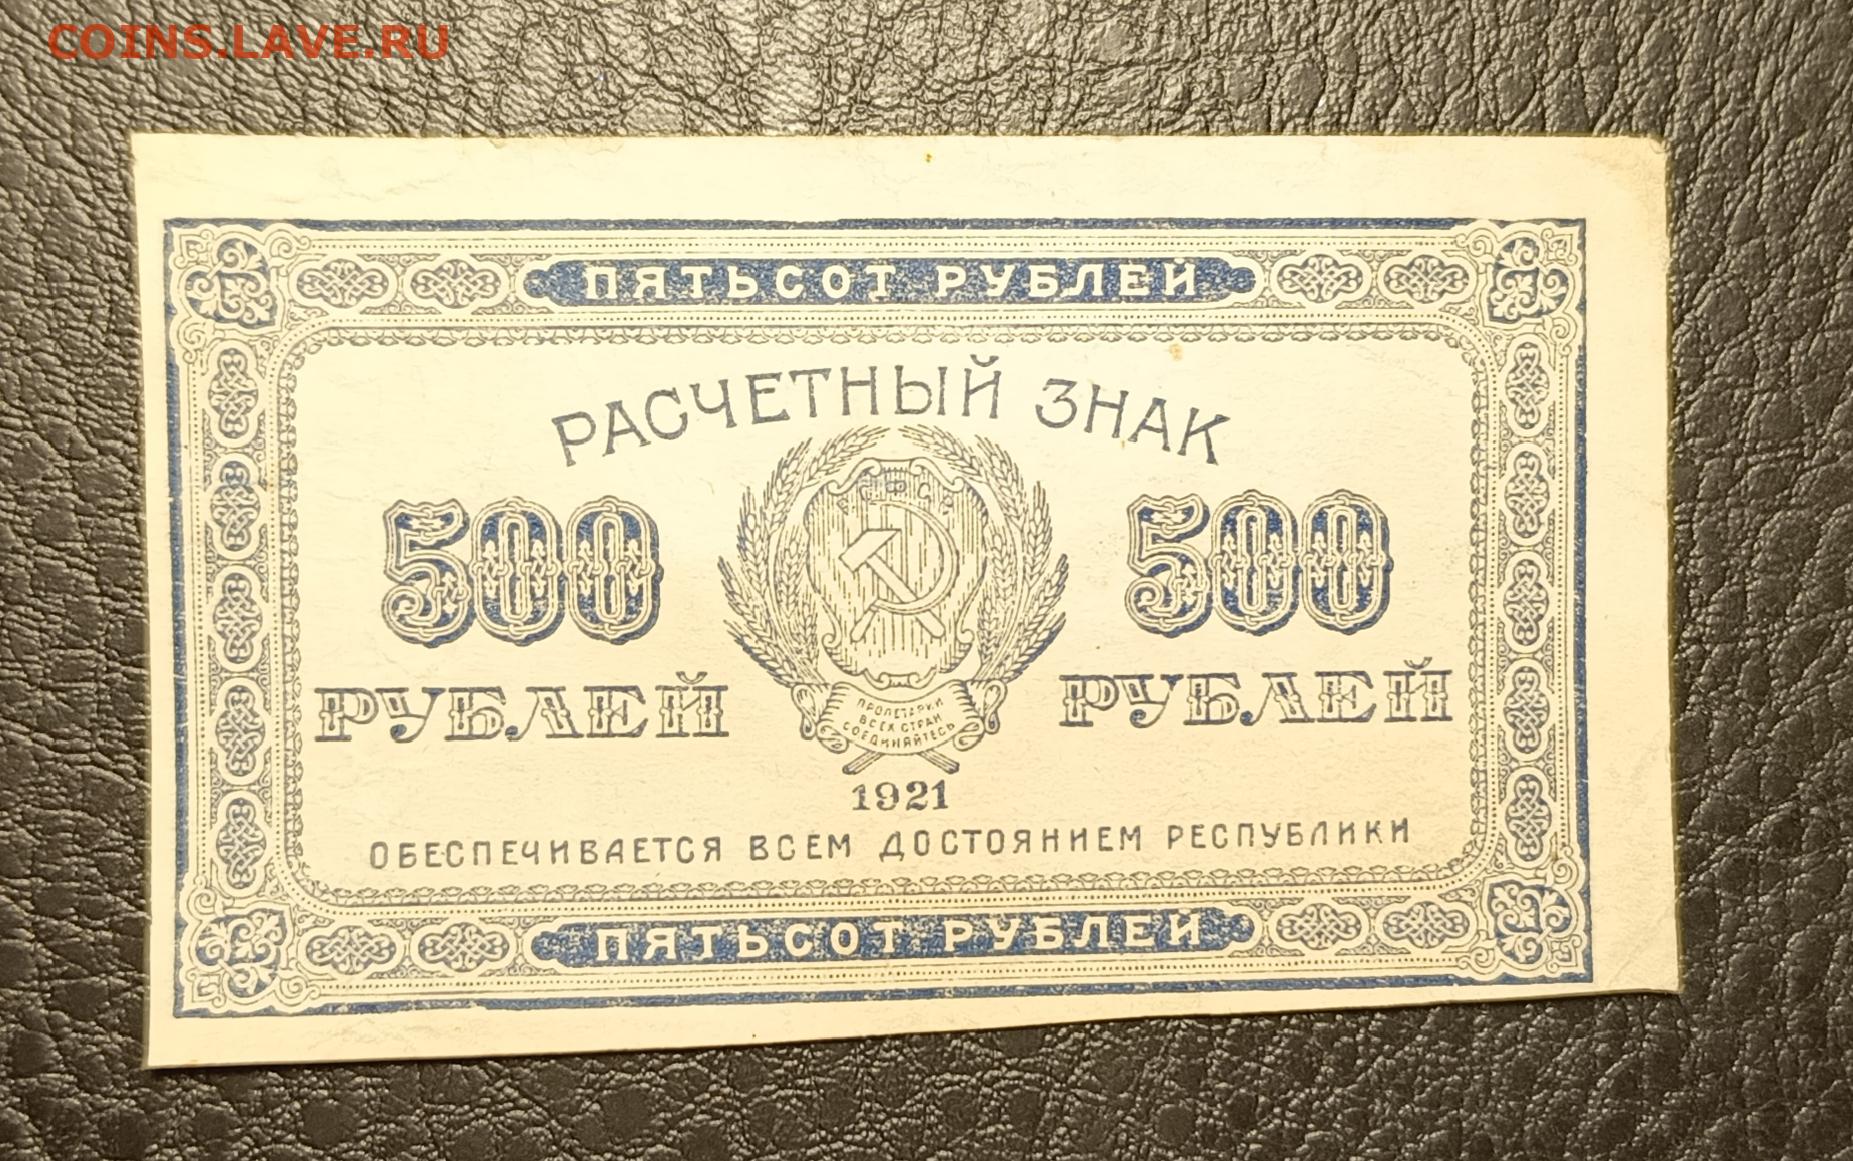 COINS.LAVE.RU
ПЯТЬСОТ РУБЛЕЙ
РАСЧЕТНЫЙ ЗНАК
Р.С.Ф.С.Р.
500 500
РУБЛЕЙ РУБЛЕЙ
ПРОЛЕТАРИИ
ВСЕХ СТРАН
СОЕДИНЯЙТЕСЬ
1921
ОБЕСПЕЧИВАЕТСЯ ВСЕМ ДОСТОЯНИЕМ РЕСПУБЛИКИ
ПЯТЬСОТ РУБЛЕЙ